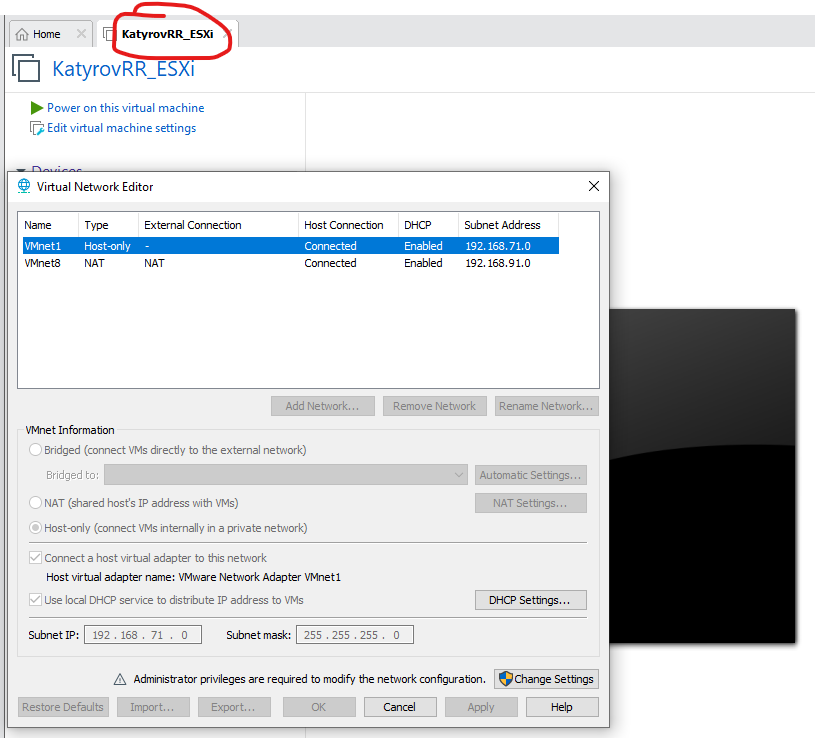 Home
KatyrovRR_ESXi
KatyrovRR_ESXi
Power on this virtual machine
Edit virtual machine settings
Devices
Virtual Network Editor
Name Type External Connection Host Connection DHCP Subnet Address
VMnet1 Host-only - Connected Enabled 192.168.71.0
VMnet8 NAT NAT Connected Enabled 192.168.91.0
Add Network... Remove Network Rename Network...
VMnet Information
Bridged (connect VMs directly to the external network)
Bridged to: Automatic Settings...
NAT (shared host's IP address with VMs) NAT Settings...
Host-only (connect VMs internally in a private network)
Connect a host virtual adapter to this network
Host virtual adapter name: VMware Network Adapter VMnet1
Use local DHCP service to distribute IP address to VMs DHCP Settings...
Subnet IP: 192 . 168 . 71 . 0 Subnet mask: 255 . 255 . 255 . 0
Administrator privileges are required to modify the network configuration. Change Settings
Restore Defaults Import... Export... OK Cancel Apply Help